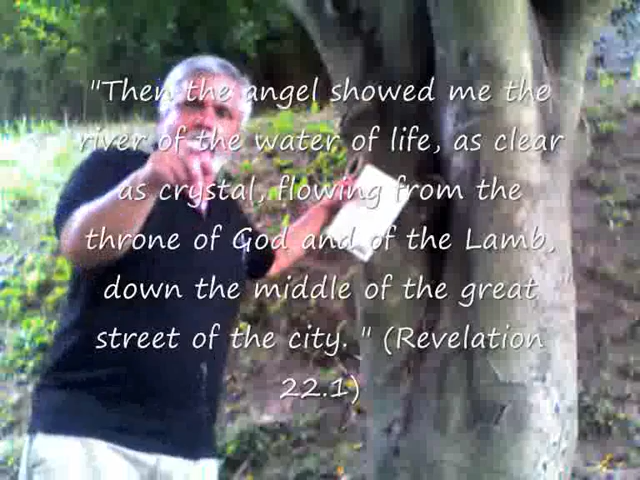 "Then the angel showed me the
river of the water of life, as clear
as crystal, flowing from the
throne of God and of the Lamb,
down the middle of the great
street of the city. " (Revelation
22.1)